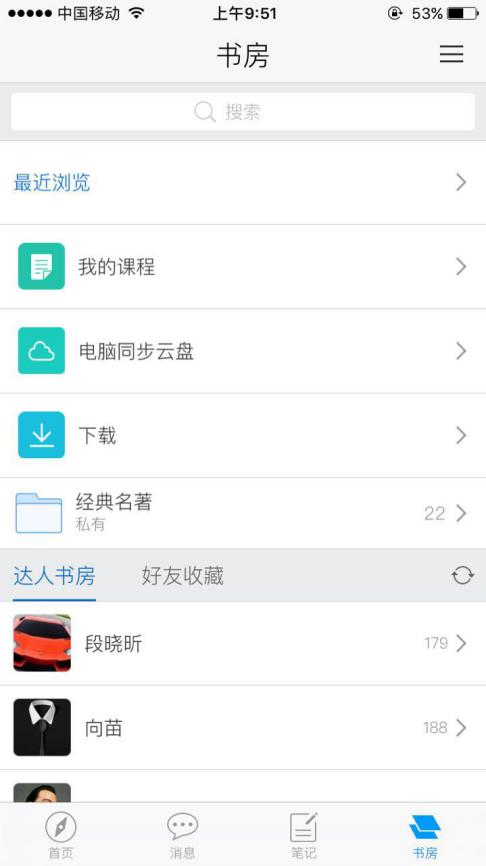 中国移动 上午9:51 53%
书房
搜索
最近浏览
我的课程
电脑同步云盘
下载
经典名著
私有
22
达人书房 好友收藏
段晓昕 179
向苗 188
首页 消息 笔记 书房